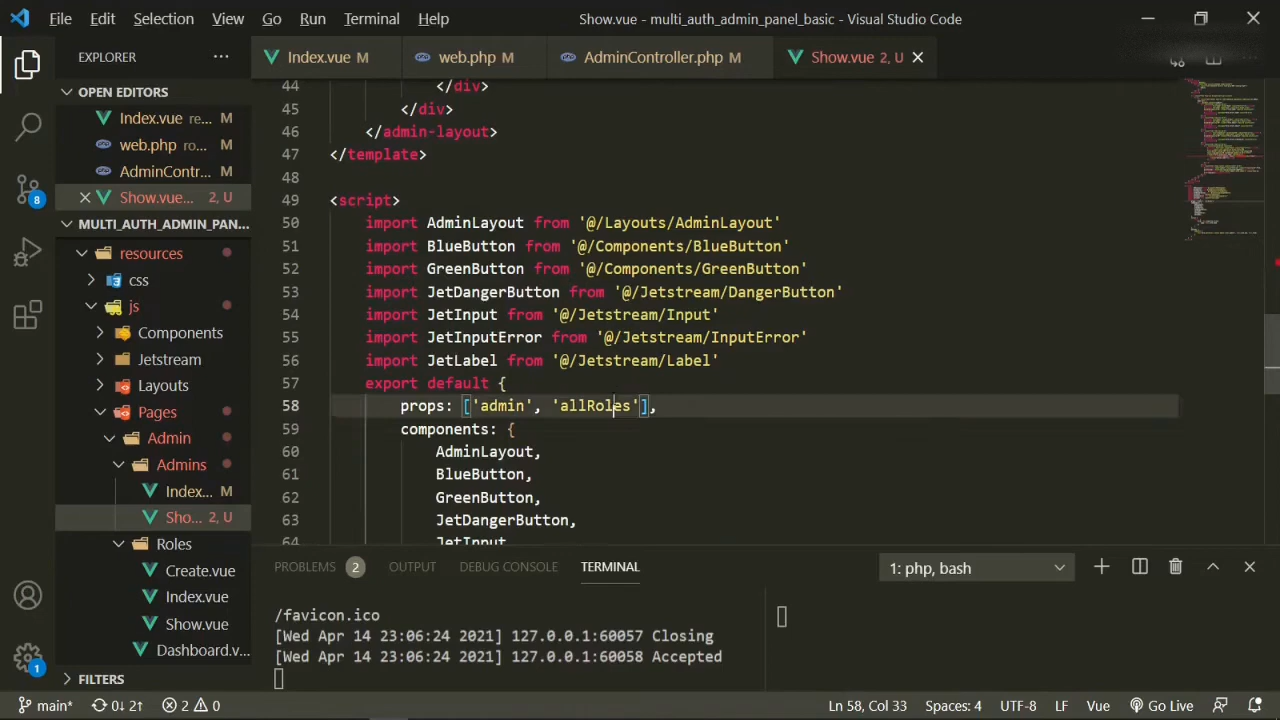 File Edit Selection View Go Run Terminal Help Show.vue - multi_auth_admin_panel_basic - Visual Studio Code
EXPLORER
Index.vue M web.php M AdminController.php M Show.vue 2, U
OPEN EDITORS
Index.vue re... M
web.php ro... M
AdminContr... M
Show.vue... 2, U
MULTI_AUTH_ADMIN_PAN...
resources
css
js
Components
Jetstream
Layouts
Pages
Admin
Admins
Index... M
Sho... 2, U
Roles
Create.vue
Index.vue
Show.vue
Dashboard.v...
FILTERS
44 </div>
45 </div>
46 </admin-layout>
47 </template>
48
49 <script>
50 import AdminLayout from '@/Layouts/AdminLayout'
51 import BlueButton from '@/Components/BlueButton'
52 import GreenButton from '@/Components/GreenButton'
53 import JetDangerButton from '@/Jetstream/DangerButton'
54 import JetInput from '@/Jetstream/Input'
55 import JetInputError from '@/Jetstream/InputError'
56 import JetLabel from '@/Jetstream/Label'
57 export default {
58 props: ['admin', 'allRoles'],
59 components: {
60 AdminLayout,
61 BlueButton,
62 GreenButton,
63 JetDangerButton,
64 JetInput,
PROBLEMS 2 OUTPUT DEBUG CONSOLE TERMINAL 1: php, bash
/favicon.ico
[Wed Apr 14 23:06:24 2021] 127.0.0.1:60057 Closing
[Wed Apr 14 23:06:24 2021] 127.0.0.1:60058 Accepted
8
1
main* 0↓ 2↑ 2 0 Ln 58, Col 33 Spaces: 4 UTF-8 LF Vue Go Live